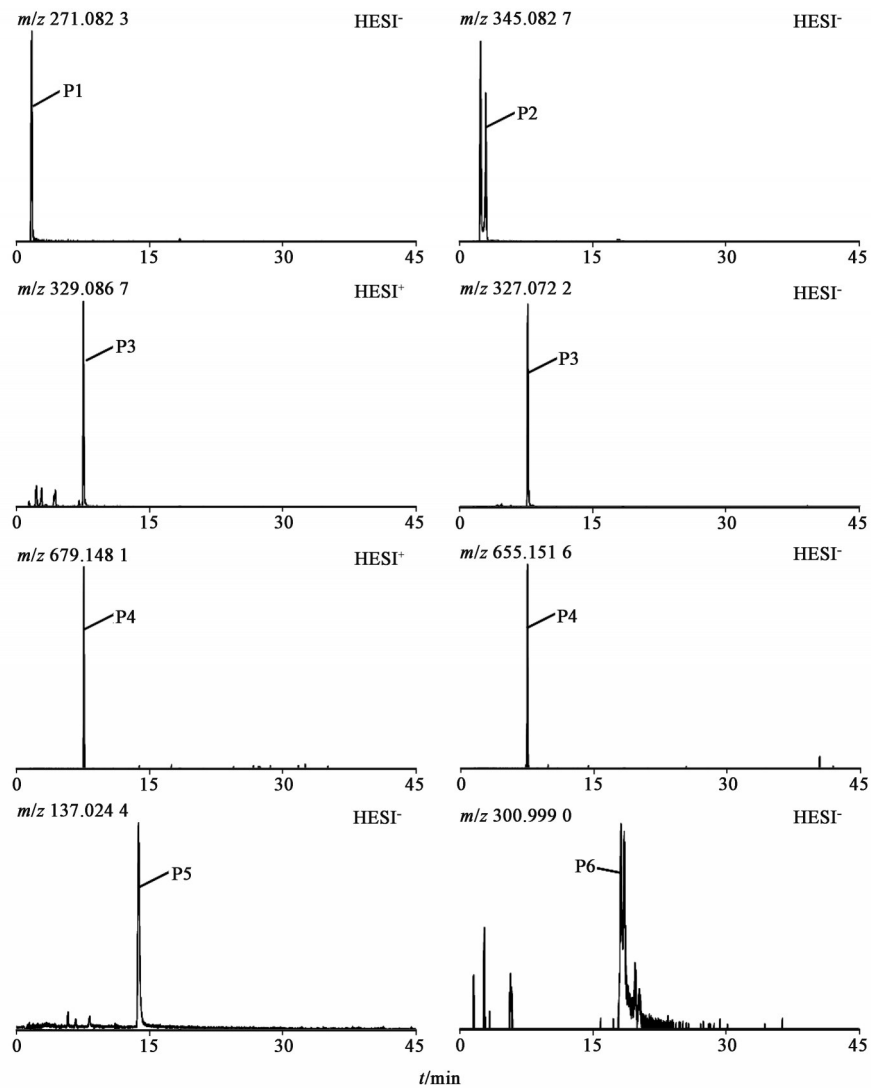 m/z 271.082 3 HESI-
P1
0 15 30 45
m/z 345.082 7 HESI-
P2
0 15 30 45
m/z 329.086 7 HESI+
P3
0 15 30 45
m/z 327.072 2 HESI-
P3
0 15 30 45
m/z 679.148 1 HESI+
P4
0 15 30 45
m/z 655.151 6 HESI-
P4
0 15 30 45
m/z 137.024 4 HESI-
P5
0 15 30 45
m/z 300.999 0 HESI-
P6
0 15 30 45
t/min